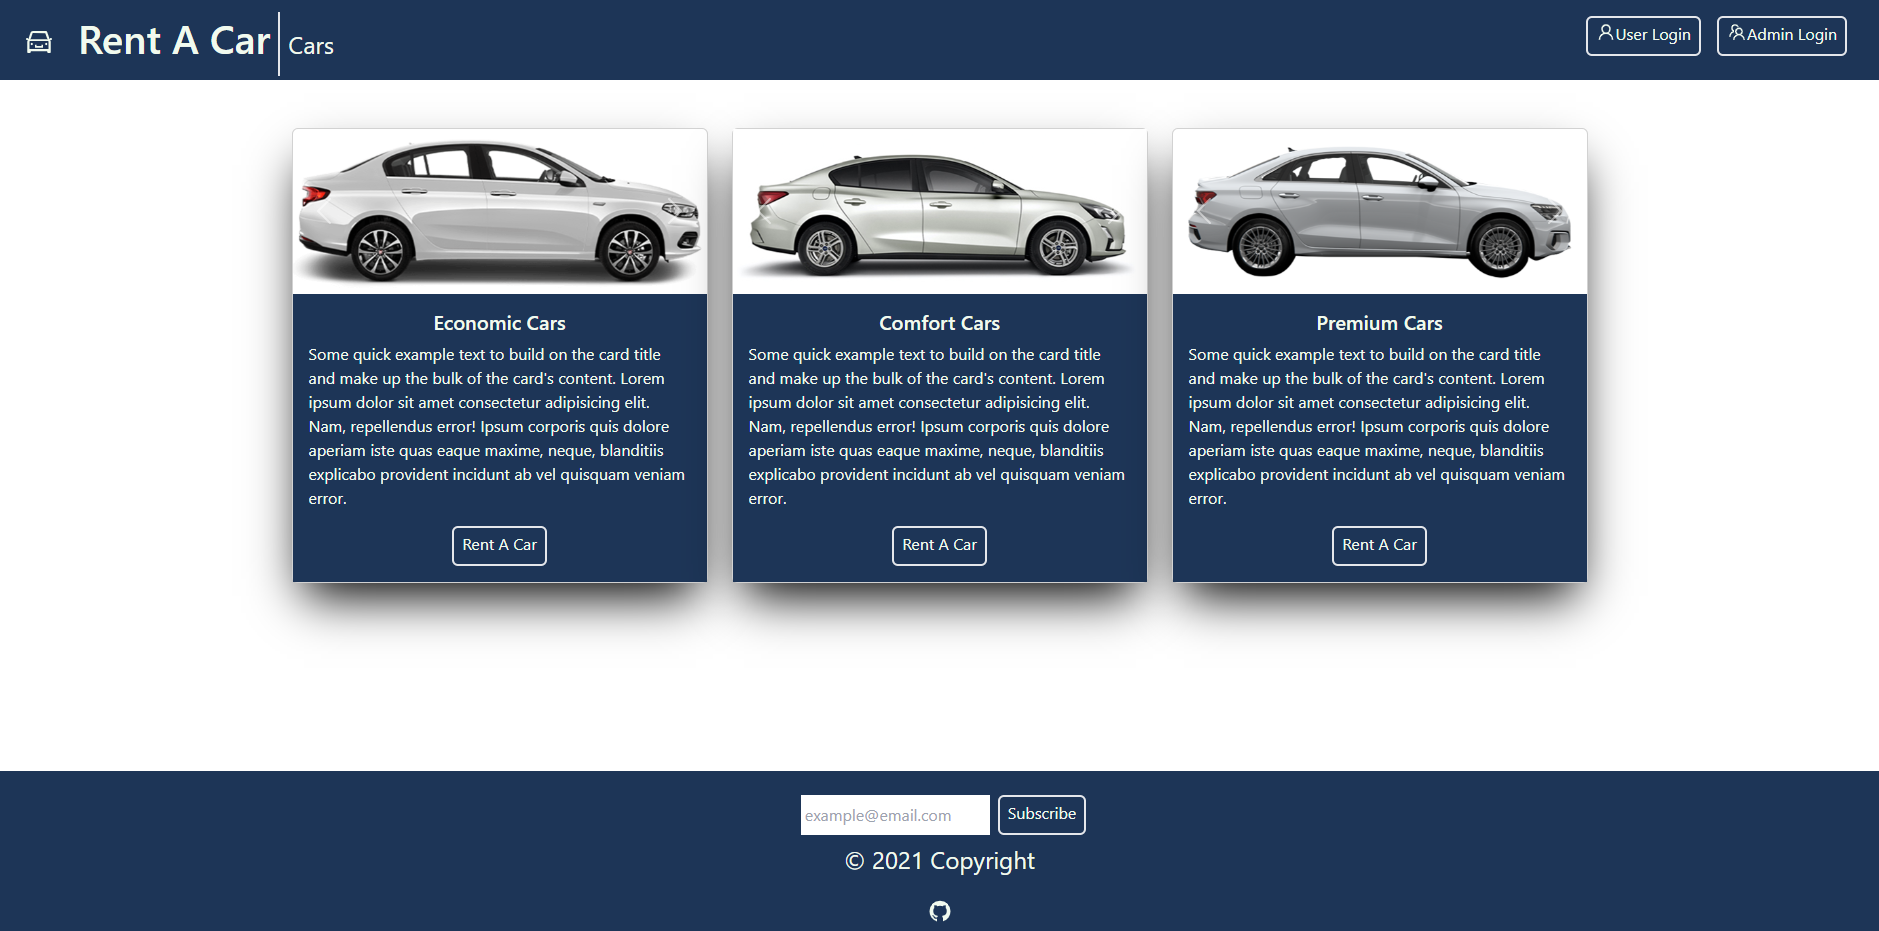 Rent A Car
Cars
User Login
Admin Login
Economic Cars
Some quick example text to build on the card title
and make up the bulk of the card's content. Lorem
ipsum dolor sit amet consectetur adipisicing elit.
Nam, repellendus error! Ipsum corporis quis dolore
aperiam iste quas eaque maxime, neque, blanditiis
explicabo provident incidunt ab vel quisquam veniam
error.
Rent A Car
Comfort Cars
Some quick example text to build on the card title
and make up the bulk of the card's content. Lorem
ipsum dolor sit amet consectetur adipisicing elit.
Nam, repellendus error! Ipsum corporis quis dolore
aperiam iste quas eaque maxime, neque, blanditiis
explicabo provident incidunt ab vel quisquam veniam
error.
Rent A Car
Premium Cars
Some quick example text to build on the card title
and make up the bulk of the card's content. Lorem
ipsum dolor sit amet consectetur adipisicing elit.
Nam, repellendus error! Ipsum corporis quis dolore
aperiam iste quas eaque maxime, neque, blanditiis
explicabo provident incidunt ab vel quisquam veniam
error.
Rent A Car
example@email.com
Subscribe
© 2021 Copyright